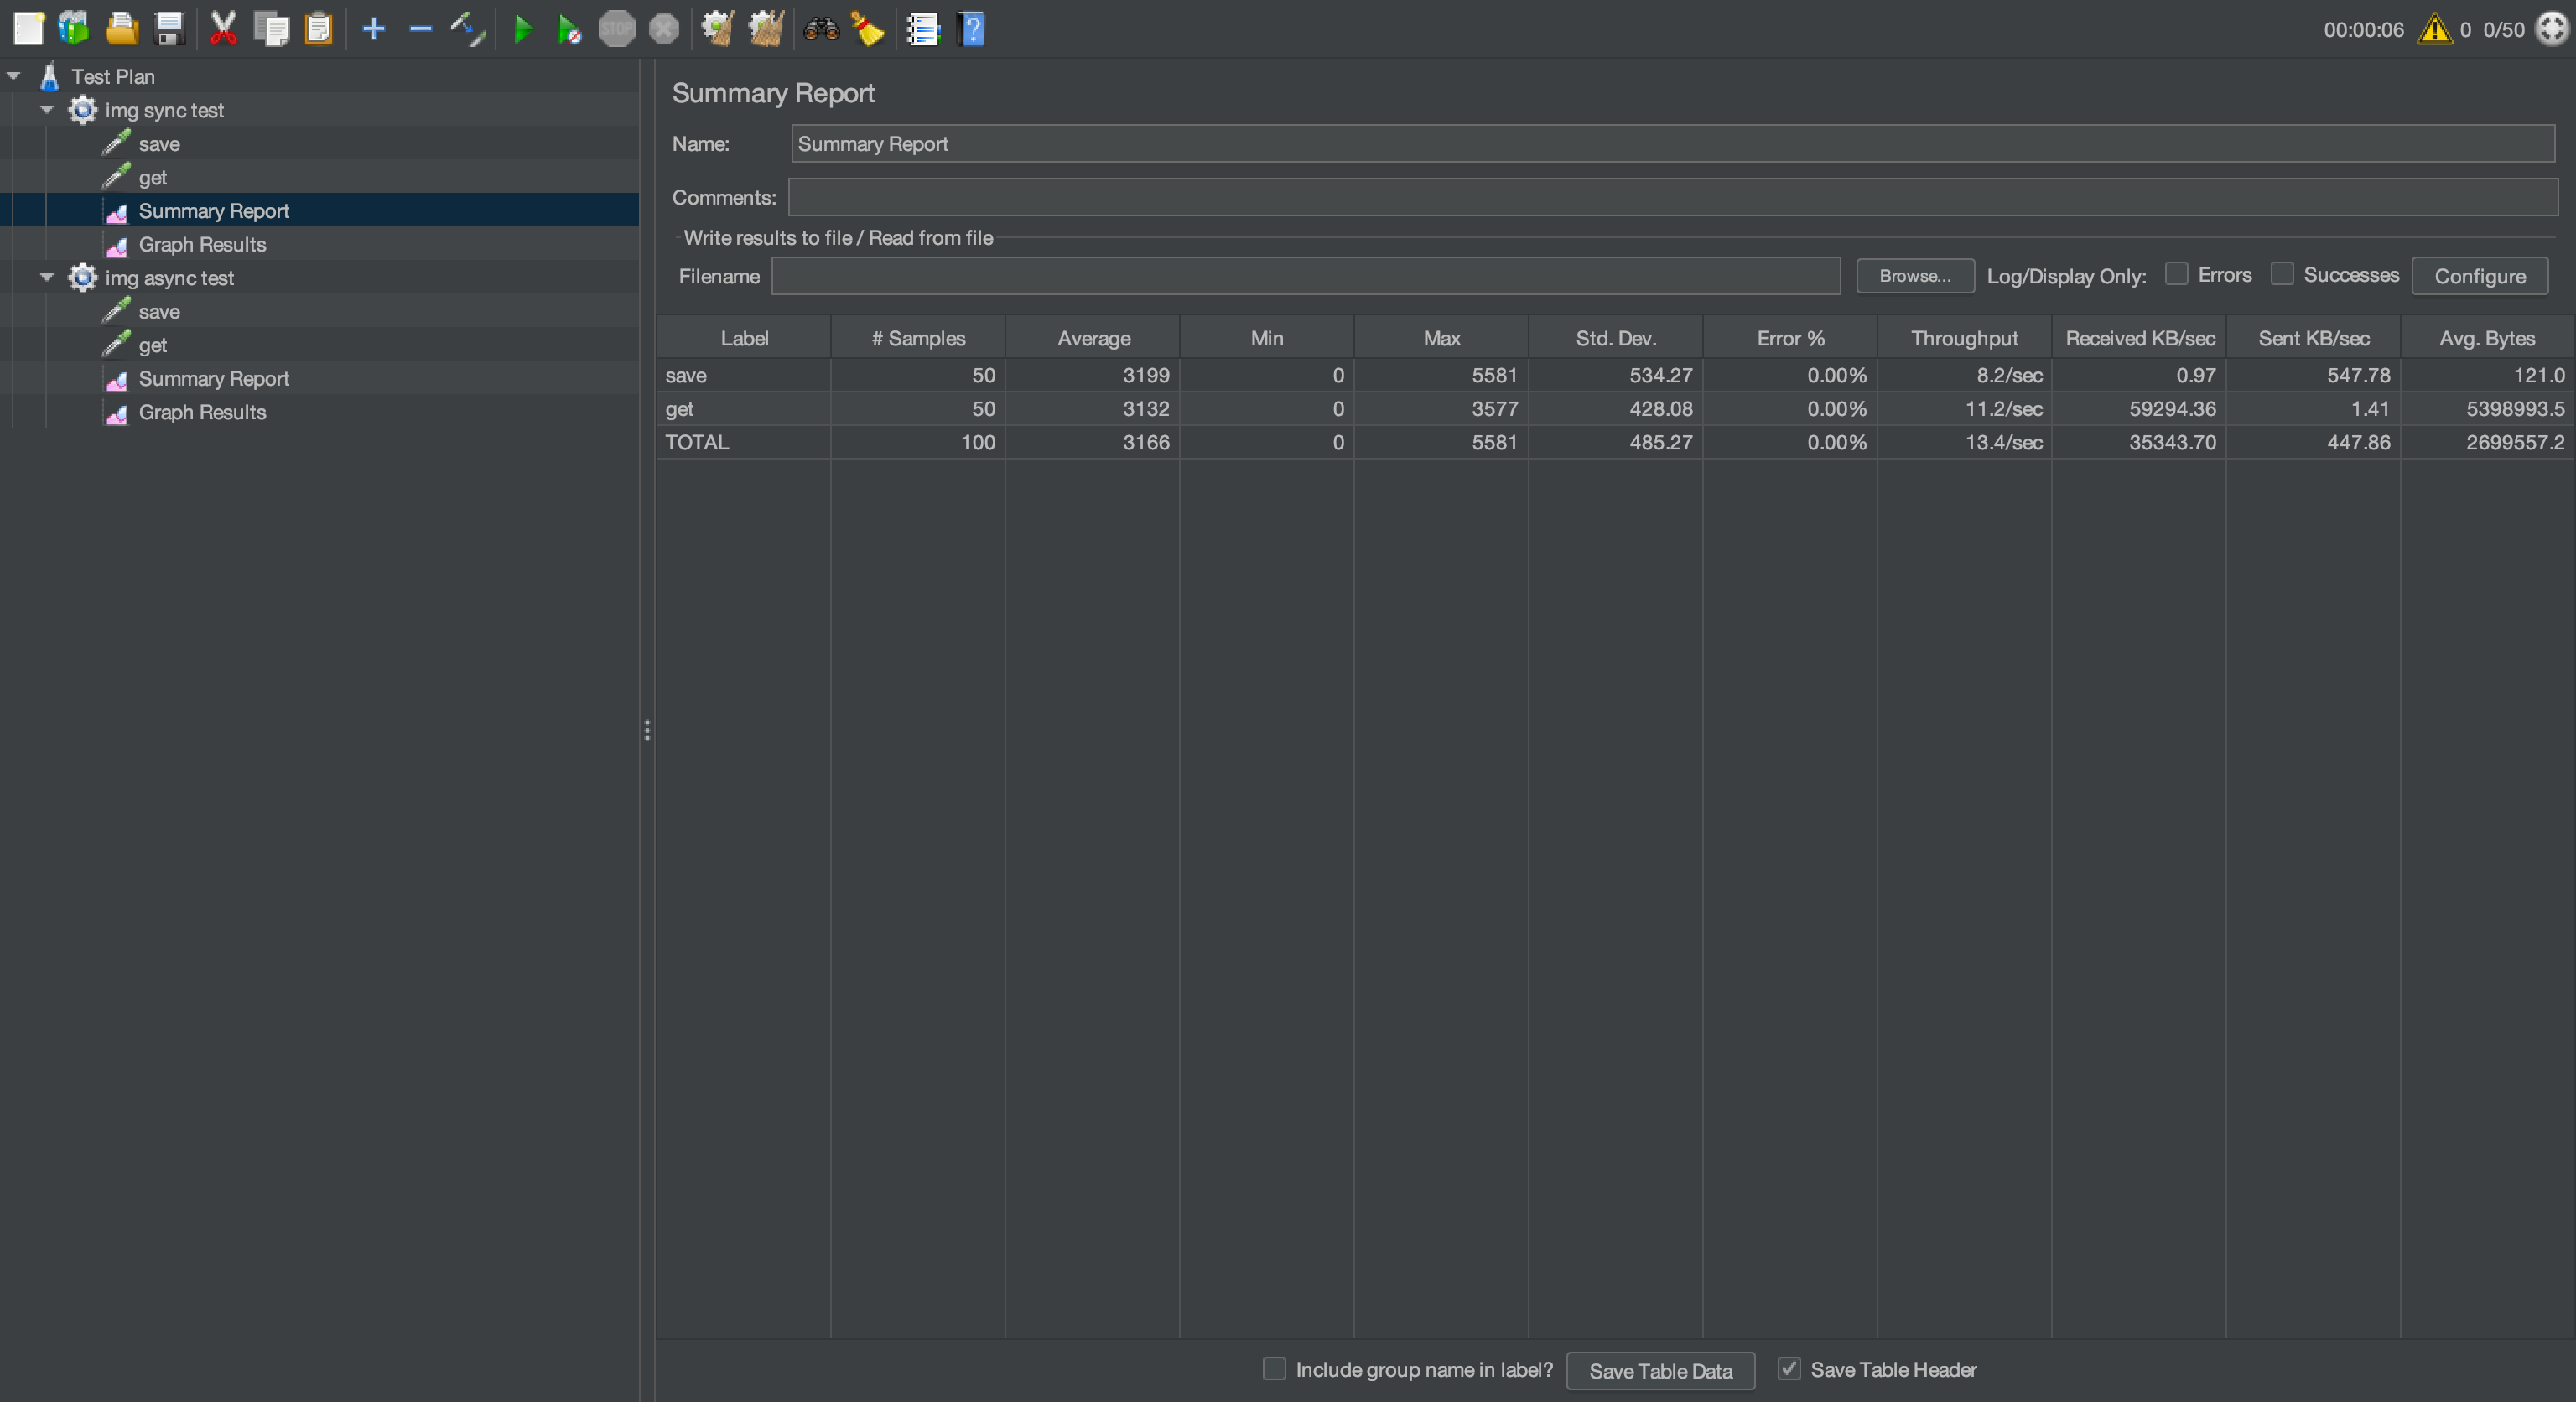 00:00:06 0 0/50
Test Plan
img sync test
save
get
Summary Report
Graph Results
img async test
save
get
Summary Report
Graph Results
Summary Report
Name: Summary Report
Comments:
Write results to file / Read from file
Filename Browse... Log/Display Only: Errors Successes Configure
Label # Samples Average Min Max Std. Dev. Error % Throughput Received KB/sec Sent KB/sec Avg. Bytes
save 50 3199 0 5581 534.27 0.00% 8.2/sec 0.97 547.78 121.0
get 50 3132 0 3577 428.08 0.00% 11.2/sec 59294.36 1.41 5398993.5
TOTAL 100 3166 0 5581 485.27 0.00% 13.4/sec 35343.70 447.86 2699557.2
Include group name in label? Save Table Data Save Table Header